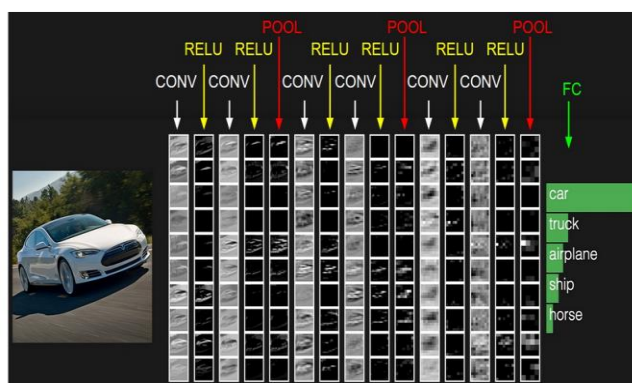 POOL POOL POOL
RELU RELU RELU RELU RELU RELU
CONV CONV CONV CONV CONV CONV
FC
car
truck
airplane
ship
horse